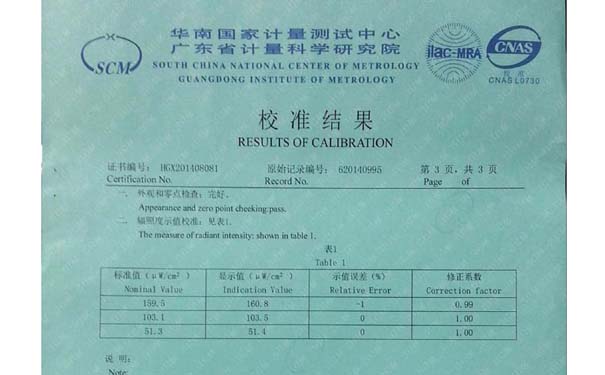 SCM
华南国家计量测试中心
广东省计量科学研究院
SOUTH CHINA NATIONAL CENTER OF METROLOGY
GUANGDONG INSTITUTE OF METROLOGY
ilac-MRA
CNAS
校准
CNAS L0730
校准结果
RESULTS OF CALIBRATION
证书编号: HGX201408081 原始记录编号: 620140995 第 3 页, 共 3 页
Certification No. Record No. Page of
一. 外观和零点检查: 完好.
Appearance and zero point checking:pass.
二. 辐照度示值校准: 见表1.
The measure of radiant intensity: shown in table 1.
表1
Table 1
标准值 (μW/cm²) 显示值 (μW/cm²) 示值误差 (%) 修正系数
Nominal Value Indication Value Relative Error Correction factor
159.5 160.8 -1 0.99
103.1 103.5 0 1.00
51.3 51.4 0 1.00
说 明:
Note: